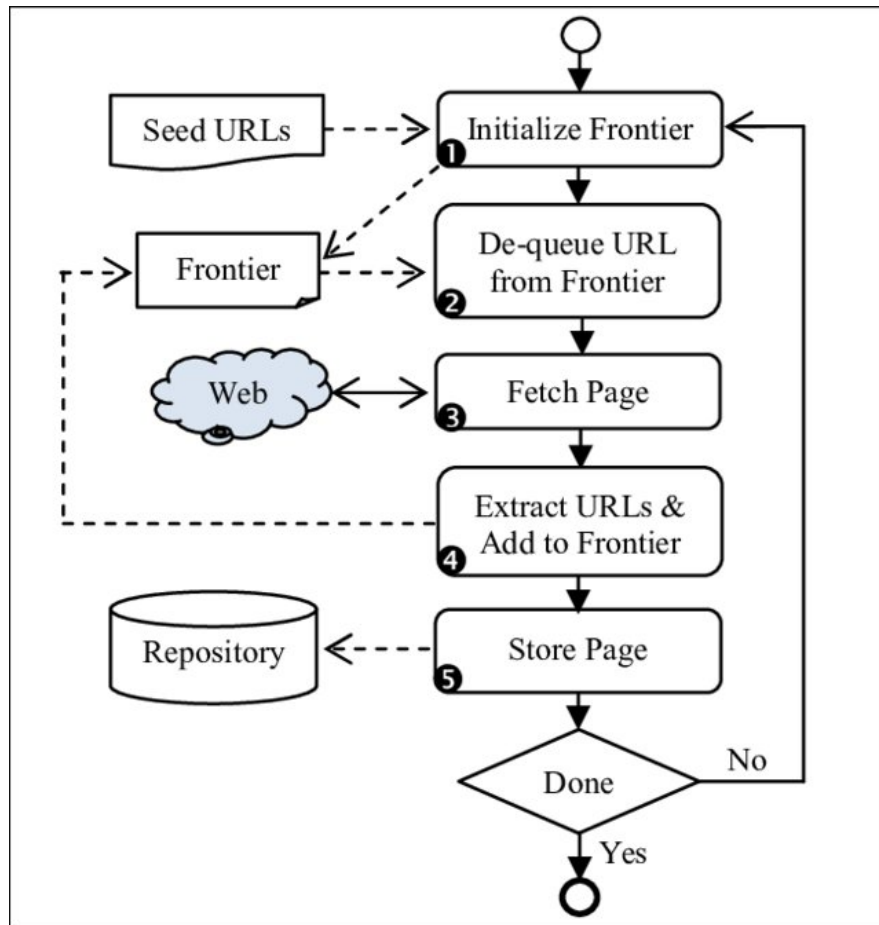 Seed URLs
Initialize Frontier
1
Frontier
De-queue URL
from Frontier
2
Web
Fetch Page
3
Extract URLs &
Add to Frontier
4
Repository
Store Page
5
Done
No
Yes